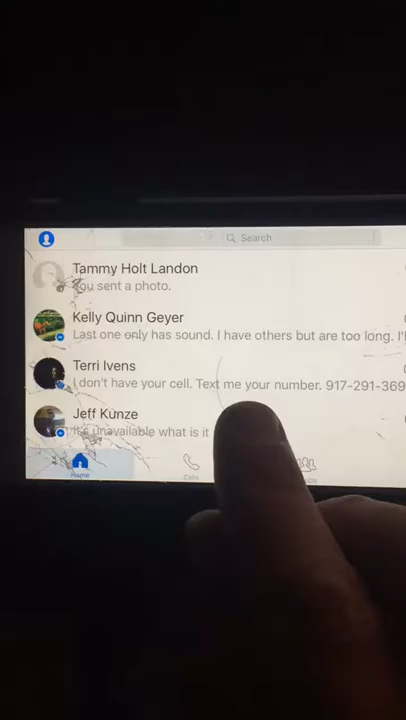 Search
Tammy Holt Landon
You sent a photo.
Kelly Quinn Geyer
Last one only has sound. I have others but are too long. I'
Terri Ivens
I don't have your cell. Text me your number. 917-291-369
Jeff Kunze
It's unavailable what is it
Home
Calls